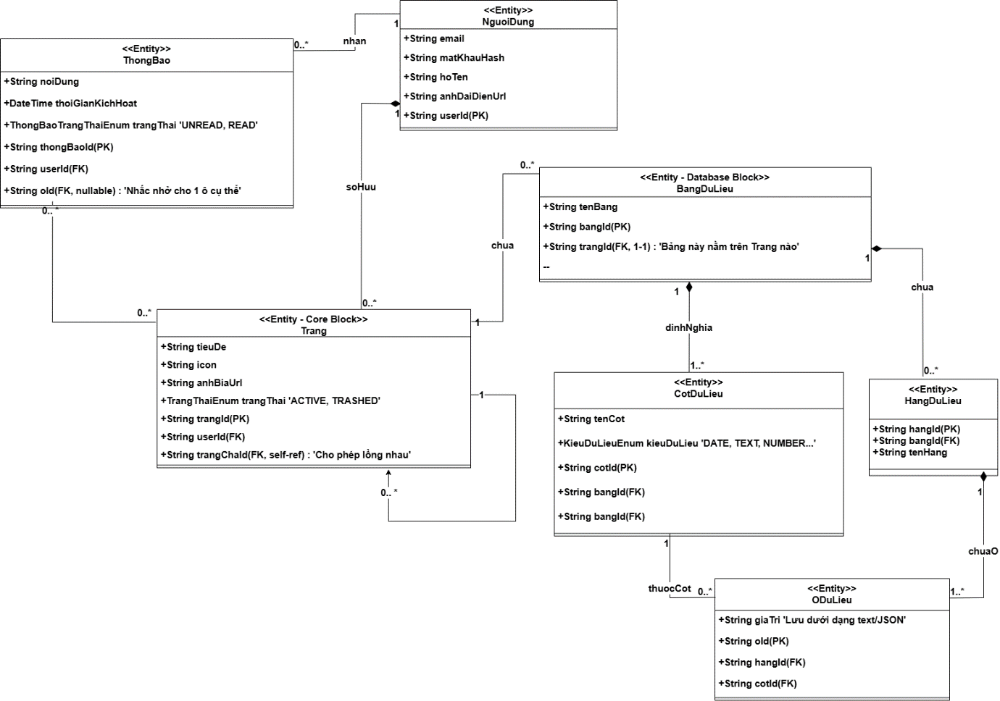 <<Entity>>
NguoiDung
+String email
+String matKhauHash
+String hoTen
+String anhDaiDienUrl
+String userId(PK)
1
nhan
0..*
<<Entity>>
ThongBao
+String noiDung
+DateTime thoiGianKichHoat
+ThongBaoTrangThaiEnum trangThai 'UNREAD, READ'
+String thongBaoId(PK)
+String userId(FK)
+String oId(FK, nullable) : 'Nhắc nhở cho 1 ô cụ thể'
0.. *
0..*
1
soHuu
0..*
<<Entity - Core Block>>
Trang
+String tieuDe
+String icon
+String anhBiaUrl
+TrangThaiEnum trangThai 'ACTIVE, TRASHED'
+String trangId(PK)
+String userId(FK)
+String trangChaId(FK, self-ref) : 'Cho phép lồng nhau'
1
0.. *
1
chua
0..*
<<Entity - Database Block>>
BangDuLieu
+String tenBang
+String bangId(PK)
+String trangId(FK, 1-1) : 'Bảng này nằm trên Trang nào'
--
1
dinhNghia
1..*
1
chua
0..*
<<Entity>>
CotDuLieu
+String tenCot
+KieuDuLieuEnum kieuDuLieu 'DATE, TEXT, NUMBER...'
+String cotId(PK)
+String bangId(FK)
+String bangId(FK)
<<Entity>>
HangDuLieu
+String hangId(PK)
+String bangId(FK)
+String tenHang
1
chuaO
1..*
1
thuocCot
0..*
<<Entity>>
ODuLieu
+String giaTri 'Lưu dưới dạng text/JSON'
+String oId(PK)
+String hangId(FK)
+String cotId(FK)